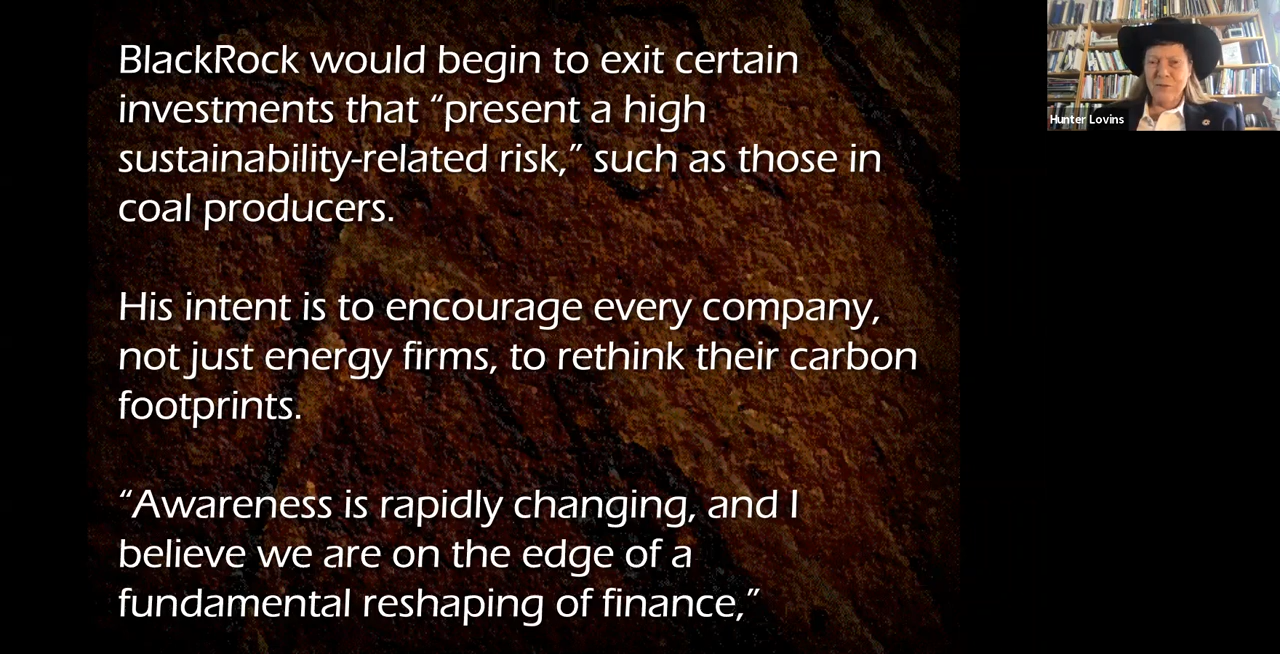 BlackRock would begin to exit certain
investments that “present a high
sustainability-related risk,” such as those in
coal producers.
His intent is to encourage every company,
not just energy firms, to rethink their carbon
footprints.
“Awareness is rapidly changing, and I
believe we are on the edge of a
fundamental reshaping of finance,”
Hunter Lovins